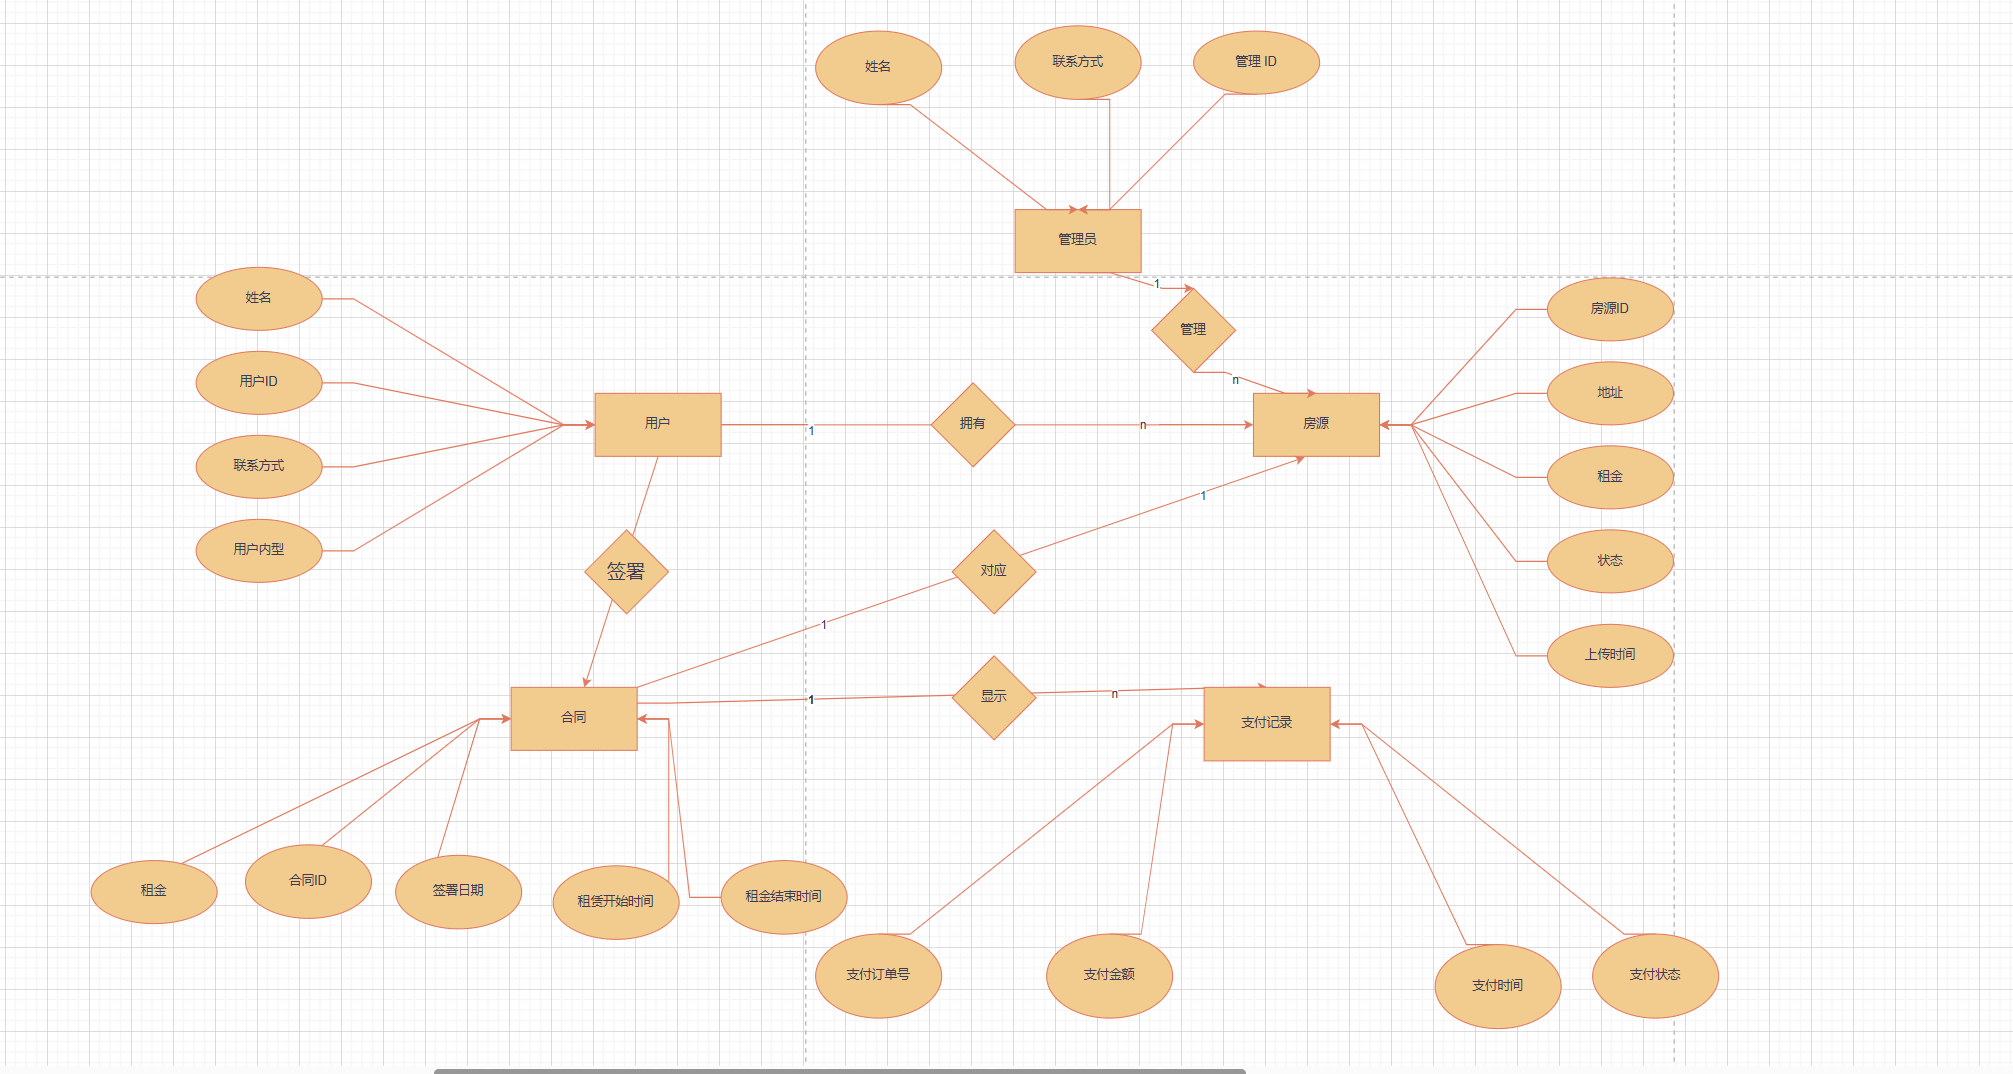 姓名
联系方式
管理 ID
管理员
1
管理
n
姓名
用户ID
联系方式
用户内型
用户
1
拥有
n
房源
房源ID
地址
租金
状态
上传时间
签署
1
对应
1
合同
1
显示
n
支付记录
租金
合同ID
签署日期
租赁开始时间
租金结束时间
支付订单号
支付金额
支付时间
支付状态